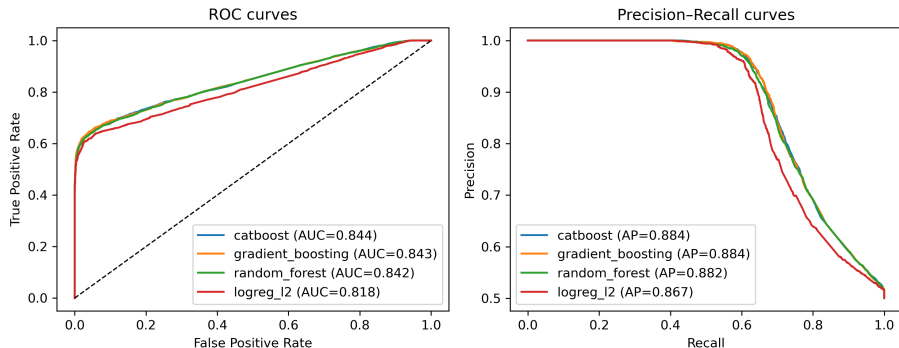 ROC curves
True Positive Rate
1.0
0.8
0.6
0.4
0.2
0.0
catboost (AUC=0.844)
gradient_boosting (AUC=0.843)
random_forest (AUC=0.842)
logreg_l2 (AUC=0.818)
0.0 0.2 0.4 0.6 0.8 1.0
False Positive Rate
Precision–Recall curves
Precision
1.0
0.9
0.8
0.7
0.6
0.5
catboost (AP=0.884)
gradient_boosting (AP=0.884)
random_forest (AP=0.882)
logreg_l2 (AP=0.867)
0.0 0.2 0.4 0.6 0.8 1.0
Recall